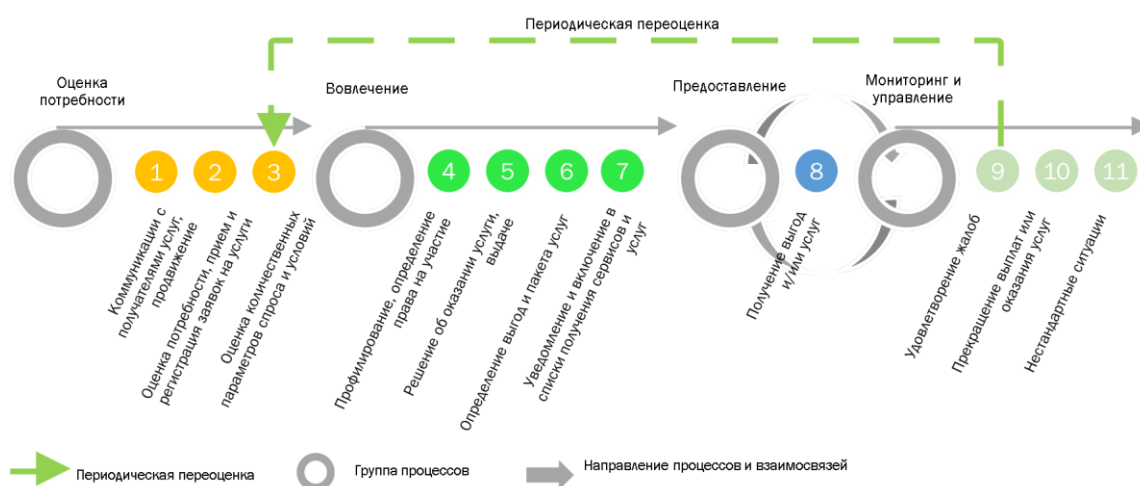 Периодическая переоценка
Оценка
потребности
Вовлечение
Предоставление
Мониторинг и
управление
1
2
3
4
5
6
7
8
9
10
11
Коммуникации с
получателями услуг,
продвижение
Оценка потребности, прием и
регистрация заявок на услуги
Оценка количественных
параметров спроса и условий
Профилирование, определение
права на участие
Решение об оказании услуги,
выдаче
Определение выгод и пакета услуг
Уведомление и включение в
списки получения сервисов и
услуг
Получение выгод
и/или услуг
Удовлетворение жалоб
Прекращение выплат или
оказания услуг
Нестандартные ситуации
Периодическая переоценка
Группа процессов
Направление процессов и взаимосвязей